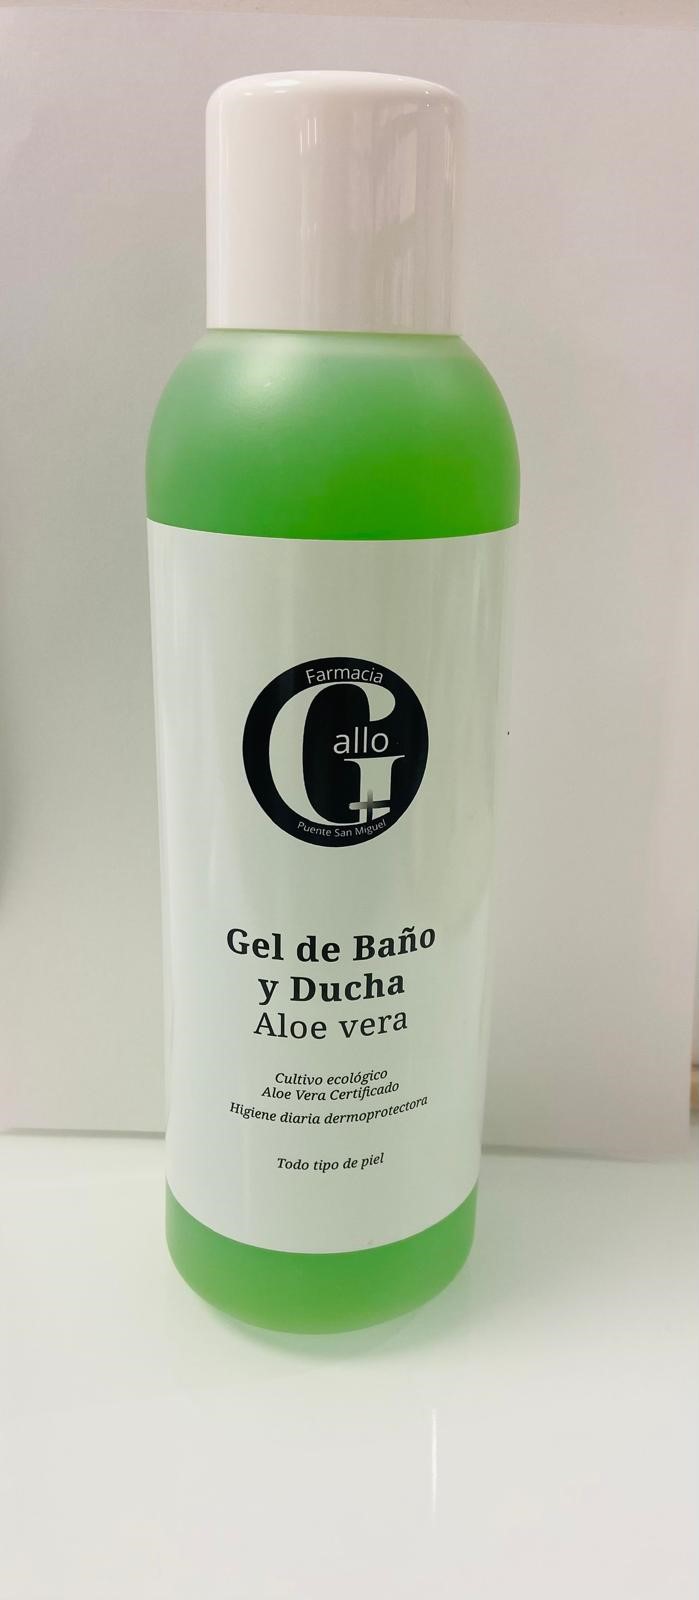 Farmacia
Gallo
Puente San Miguel
Gel de Baño
y Ducha
Aloe vera
Cultivo ecológico
Aloe Vera Certificado
Higiene diaria dermoprotectora
Todo tipo de piel